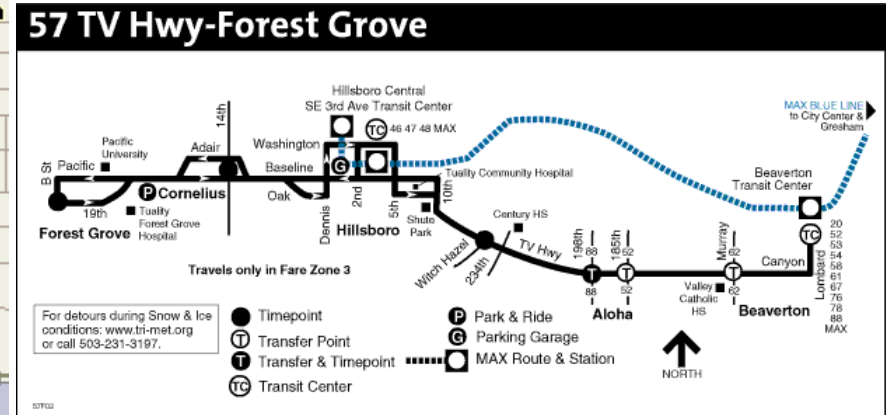 57 TV Hwy-Forest Grove
Hillsboro Central
SE 3rd Ave Transit Center
TC 46 47 48 MAX
MAX BLUE LINE
to City Center &
Gresham
14th
Adair
Washington
Pacific
University
B St
Pacific
Baseline
G
Beaverton
Transit Center
Tuality Community Hospital
P Cornelius
Oak
19th
Tuality
Forest Grove
Hospital
Forest Grove
Dennis
2nd
5th
10th
Hillsboro
Shute
Park
Century HS
Witch Hazel
234th
TV Hwy
198th
88
T
88
185th
52
T
52
Murray
62
T
62
TC
Canyon
Lombard
20
52
53
54
58
61
67
76
78
88
MAX
Travels only in Fare Zone 3
Valley
Catholic
HS
Aloha
Beaverton
For detours during Snow & Ice
conditions: www.tri-met.org
or call 503-231-3197.
Timepoint
T Transfer Point
T Transfer & Timepoint
TC Transit Center
P Park & Ride
G Parking Garage
MAX Route & Station
NORTH
57F03